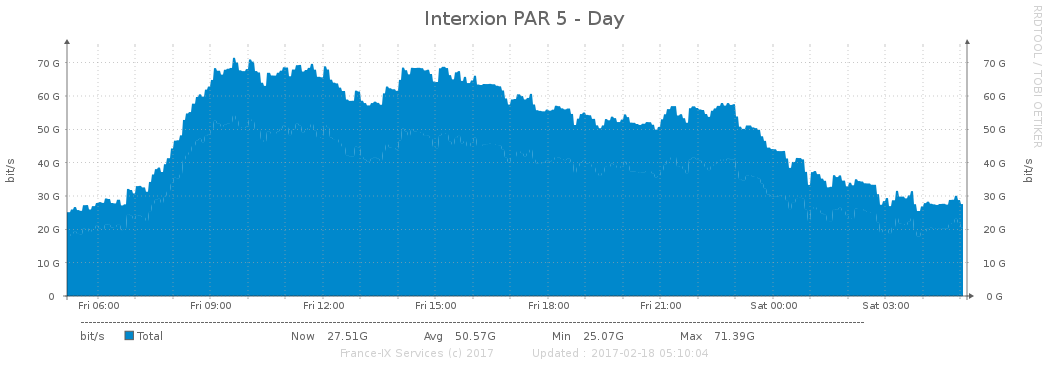 Interxion PAR 5 - Day
RRDTOOL / TOBI OETIKER
bit/s
70 G 70 G
60 G 60 G
50 G 50 G
40 G 40 G
30 G 30 G
20 G 20 G
10 G 10 G
0 0 G
bit/s
Fri 06:00 Fri 09:00 Fri 12:00 Fri 15:00 Fri 18:00 Fri 21:00 Sat 00:00 Sat 03:00
bit/s Total Now 27.51G Avg 50.57G Min 25.07G Max 71.39G
France-IX Services (c) 2017 Updated : 2017-02-18 05:10:04